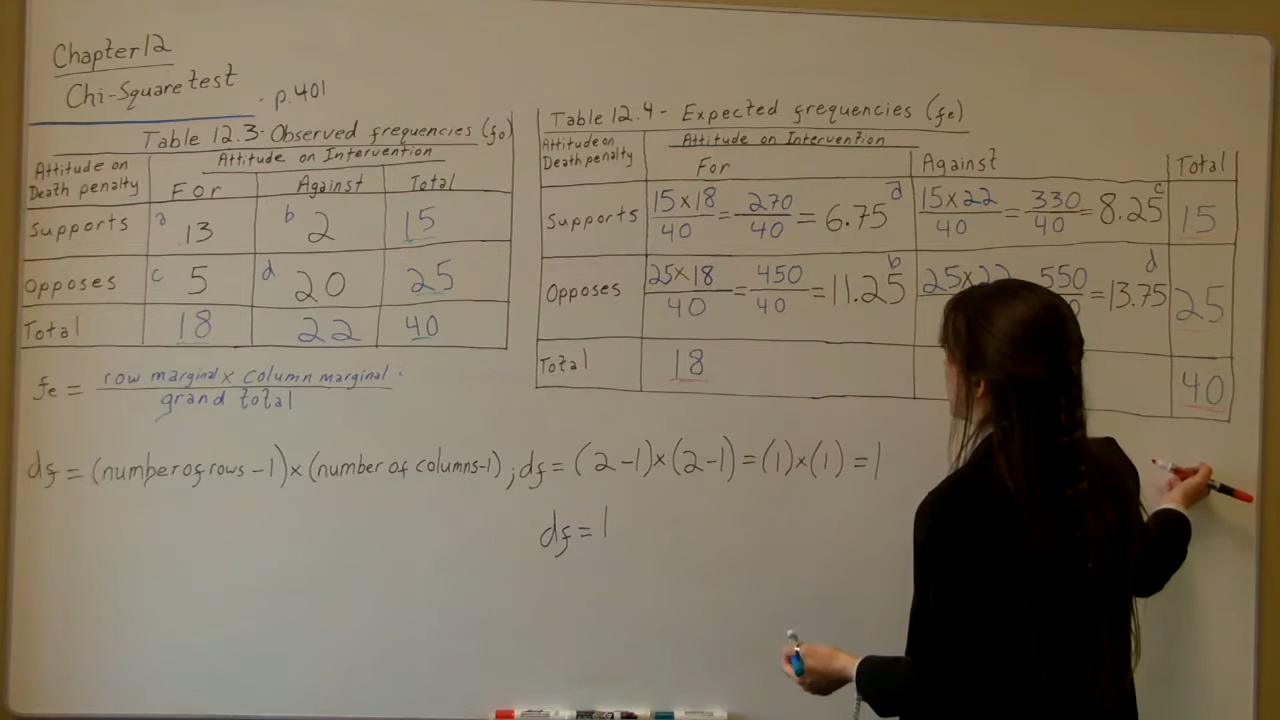 Chapter 12
Chi-Square test
. p.401
Table 12.3- Observed frequencies (fo)
Attitude on Death penalty
Attitude on Intervention
For Against Total
Supports a 13 b 2 15
Opposes c 5 d 20 25
Total 18 22 40
fe = row marginal x column marginal / grand total
Table 12.4- Expected frequencies (fe)
Attitude on Death penalty
Attitude on Intervention
For Against Total
Supports 15x18/40 = 270/40 = 6.75 a 15x22/40 = 330/40 = 8.25 c 15
Opposes 25x18/40 = 450/40 = 11.25 b 25x22 550 = 13.75 d 25
Total 18 40
df = (number of rows -1)x(number of columns-1); df = (2-1)x(2-1) = (1)x(1) = 1
df = 1